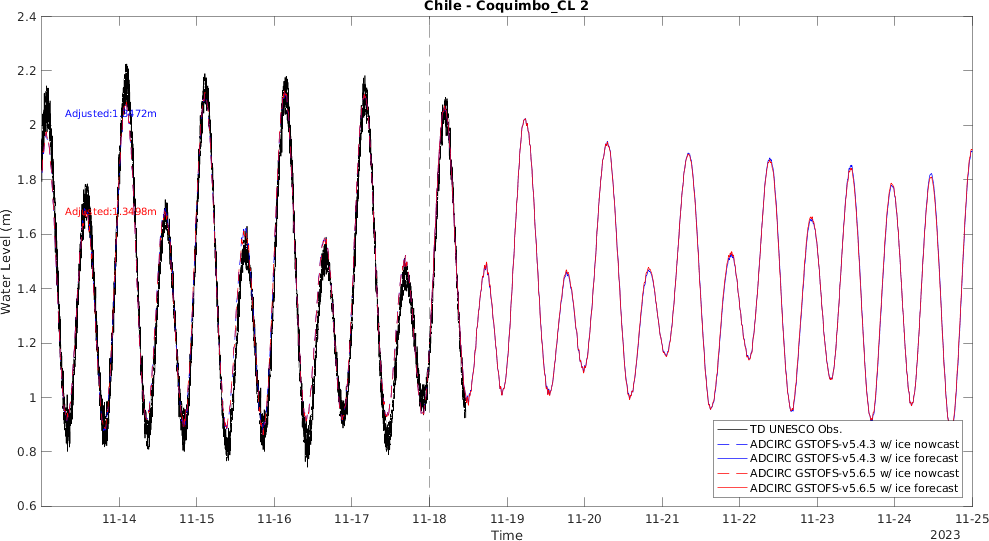 Chile - Coquimbo_CL 2
2.4
2.2
2
1.8
1.6
1.4
1.2
1
0.8
0.6
Water Level (m)
Adjusted:1.3498m
11-14
11-15
11-16
11-17
11-18
11-19
11-20
11-21
11-22
11-23
11-24
11-25
Time
2023
TD UNESCO Obs.
ADCIRC GSTOFS-v5.4.3 w/ ice nowcast
ADCIRC GSTOFS-v5.4.3 w/ ice forecast
ADCIRC GSTOFS-v5.6.5 w/ ice nowcast
ADCIRC GSTOFS-v5.6.5 w/ ice forecast